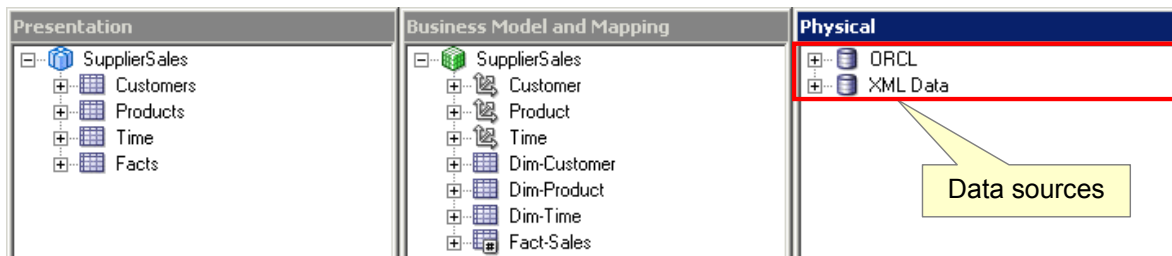 Presentation
SupplierSales
Customers
Products
Time
Facts
Business Model and Mapping
SupplierSales
Customer
Product
Time
Dim-Customer
Dim-Product
Dim-Time
Fact-Sales
Physical
ORCL
XML Data
Data sources